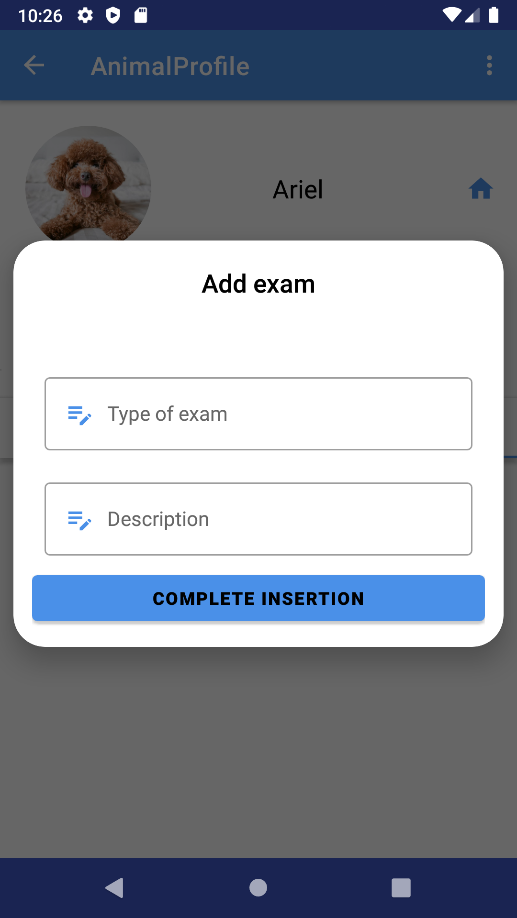 10:26
AnimalProfile
Ariel
Add exam
Type of exam
Description
COMPLETE INSERTION